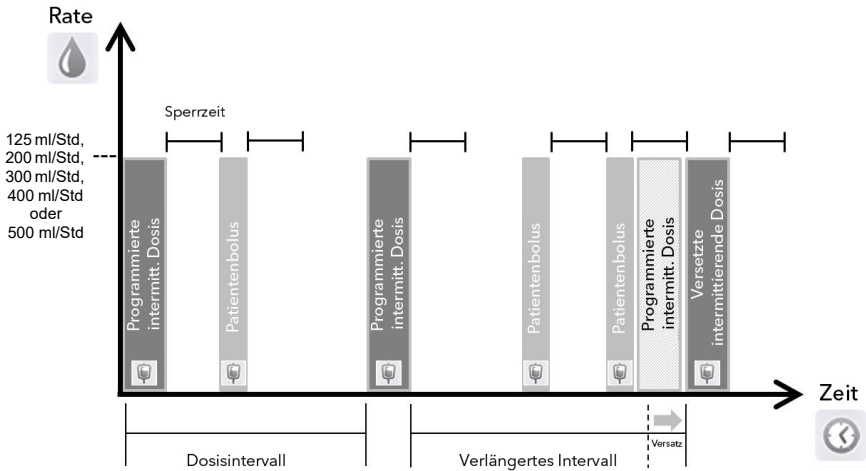 Rate
Sperrzeit
125 ml/Std,
200 ml/Std,
300 ml/Std,
400 ml/Std
oder
500 ml/Std
Programmierte
intermitt. Dosis
Patientenbolus
Programmierte
intermitt. Dosis
Patientenbolus
Patientenbolus
Programmierte
intermitt. Dosis
Versetzte
intermittierende Dosis
Zeit
Versatz
Dosisintervall
Verlängertes Intervall